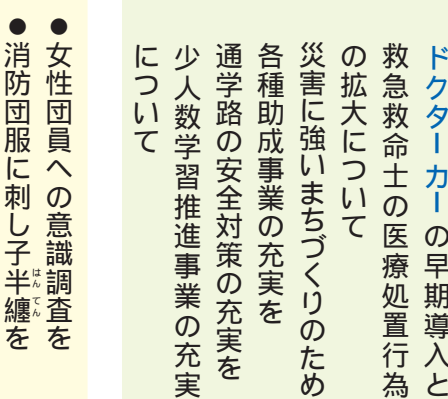 ドクターカーの早期導入と
救急救命士の医療処置行為
の拡大について
災害に強いまちづくりのため
各種助成事業の充実を
通学路の安全対策の充実を
少人数学習推進事業の充実
について
●女性団員への意識調査を
●消防団服に刺し子半纏はんてんを